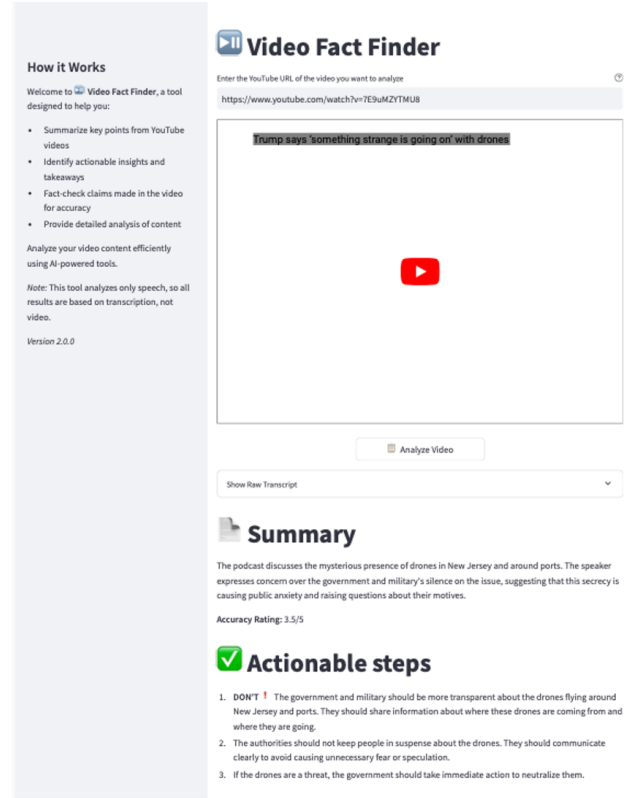 How it Works
Welcome to Video Fact Finder, a tool
designed to help you:
• Summarize key points from YouTube
videos
• Identify actionable insights and
takeaways
• Fact-check claims made in the video
for accuracy
• Provide detailed analysis of content
Analyze your video content efficiently
using AI-powered tools.
Note: This tool analyzes only speech, so all
results are based on transcription, not
video.
Version 2.0.0
Video Fact Finder
Enter the YouTube URL of the video you want to analyze
https://www.youtube.com/watch?v=7E9uMZYTMU8
Trump says 'something strange is going on' with drones
Analyze Video
Show Raw Transcript
Summary
The podcast discusses the mysterious presence of drones in New Jersey and around ports. The speaker
expresses concern over the government and military's silence on the issue, suggesting that this secrecy is
causing public anxiety and raising questions about their motives.
Accuracy Rating: 3.5/5
Actionable steps
1. DON'T❗ The government and military should be more transparent about the drones flying around
New Jersey and ports. They should share information about where these drones are coming from and
where they are going.
2. The authorities should not keep people in suspense about the drones. They should communicate
clearly to avoid causing unnecessary fear or speculation.
3. If the drones are a threat, the government should take immediate action to neutralize them.